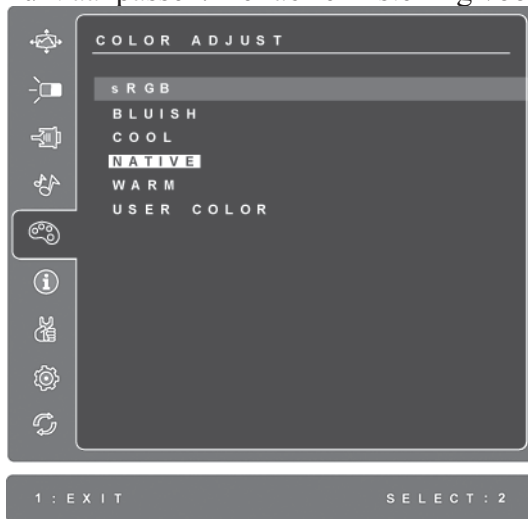 COLOR ADJUST
sRGB
BLUISH
COOL
NATIVE
WARM
USER COLOR
1:EXIT SELECT:2